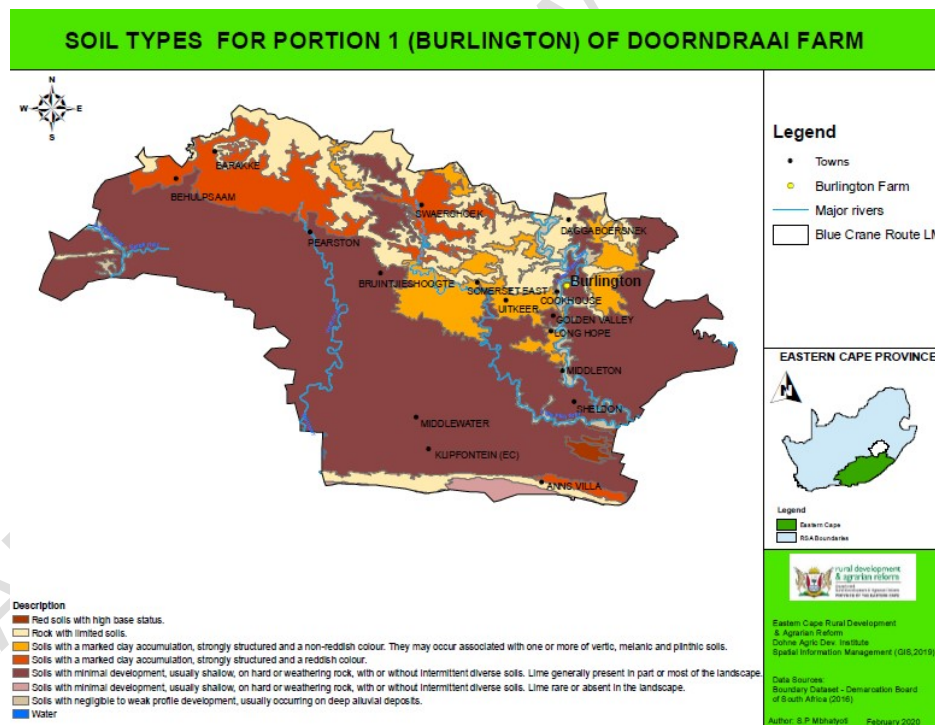 SOIL TYPES FOR PORTION 1 (BURLINGTON) OF DOORNDRAAI FARM
N
W
E
S
EARAKKE
BEHULPSAAM
SWAERSHOEK
PEARSTON
DAGGABOERSNEK
BRUINTJIESHOOGTE
SOMERSET EAST
Burlington
COOKHOUSE
UITKEER
GOLDEN VALLEY
LONG HOPE
MIDDLETON
SHELDON
MIDDLEWATER
KLIPFONTEIN (EC)
ANNS VILLA
Legend
Towns
Burlington Farm
Major rivers
Blue Crane Route LM
EASTERN CAPE PROVINCE
N
Legend
Eastern Cape
RSA Boundaries
rural development
& agrarian reform
Eastern Cape Rural Development
& Agrarian Reform
Dohne Agric Dev. Institute
Spatial Information Management (GIS,2019)
Data Sources:
Boundary Dataset - Demarcation Board
of South Africa (2016)
Author: S.P Mbhatyoti February 2020
Description
Red soils with high base status.
Rock with limited soils.
Soils with a marked clay accumulation, strongly structured and a non-reddish colour. They may occur associated with one or more of vertic, melanic and plinthic soils.
Soils with a marked clay accumulation, strongly structured and a reddish colour.
Soils with minimal development, usually shallow, on hard or weathering rock, with or without intermittent diverse soils. Lime generally present in part or most of the landscape.
Soils with minimal development, usually shallow, on hard or weathering rock, with or without intermittent diverse soils. Lime rare or absent in the landscape.
Soils with negligible to weak profile development, usually occurring on deep alluvial deposits.
Water